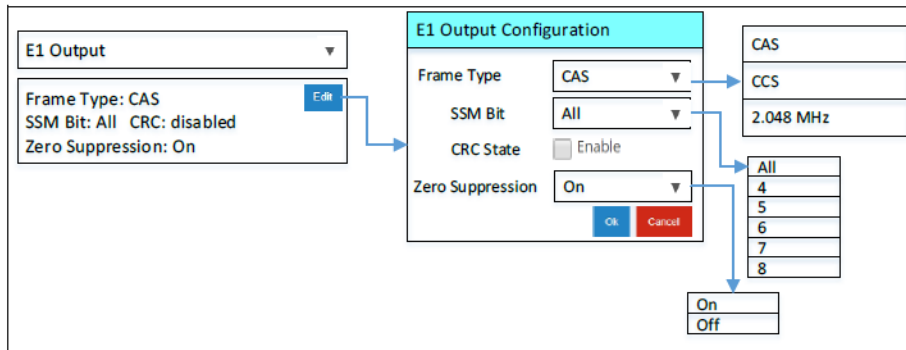 E1 Output
Frame Type: CAS
Edit
SSM Bit: All CRC: disabled
Zero Suppression: On
E1 Output Configuration
Frame Type
CAS
SSM Bit
All
CRC State
Enable
Zero Suppression
On
Ok
Cancel
CAS
CCS
2.048 MHz
All
4
5
6
7
8
On
Off